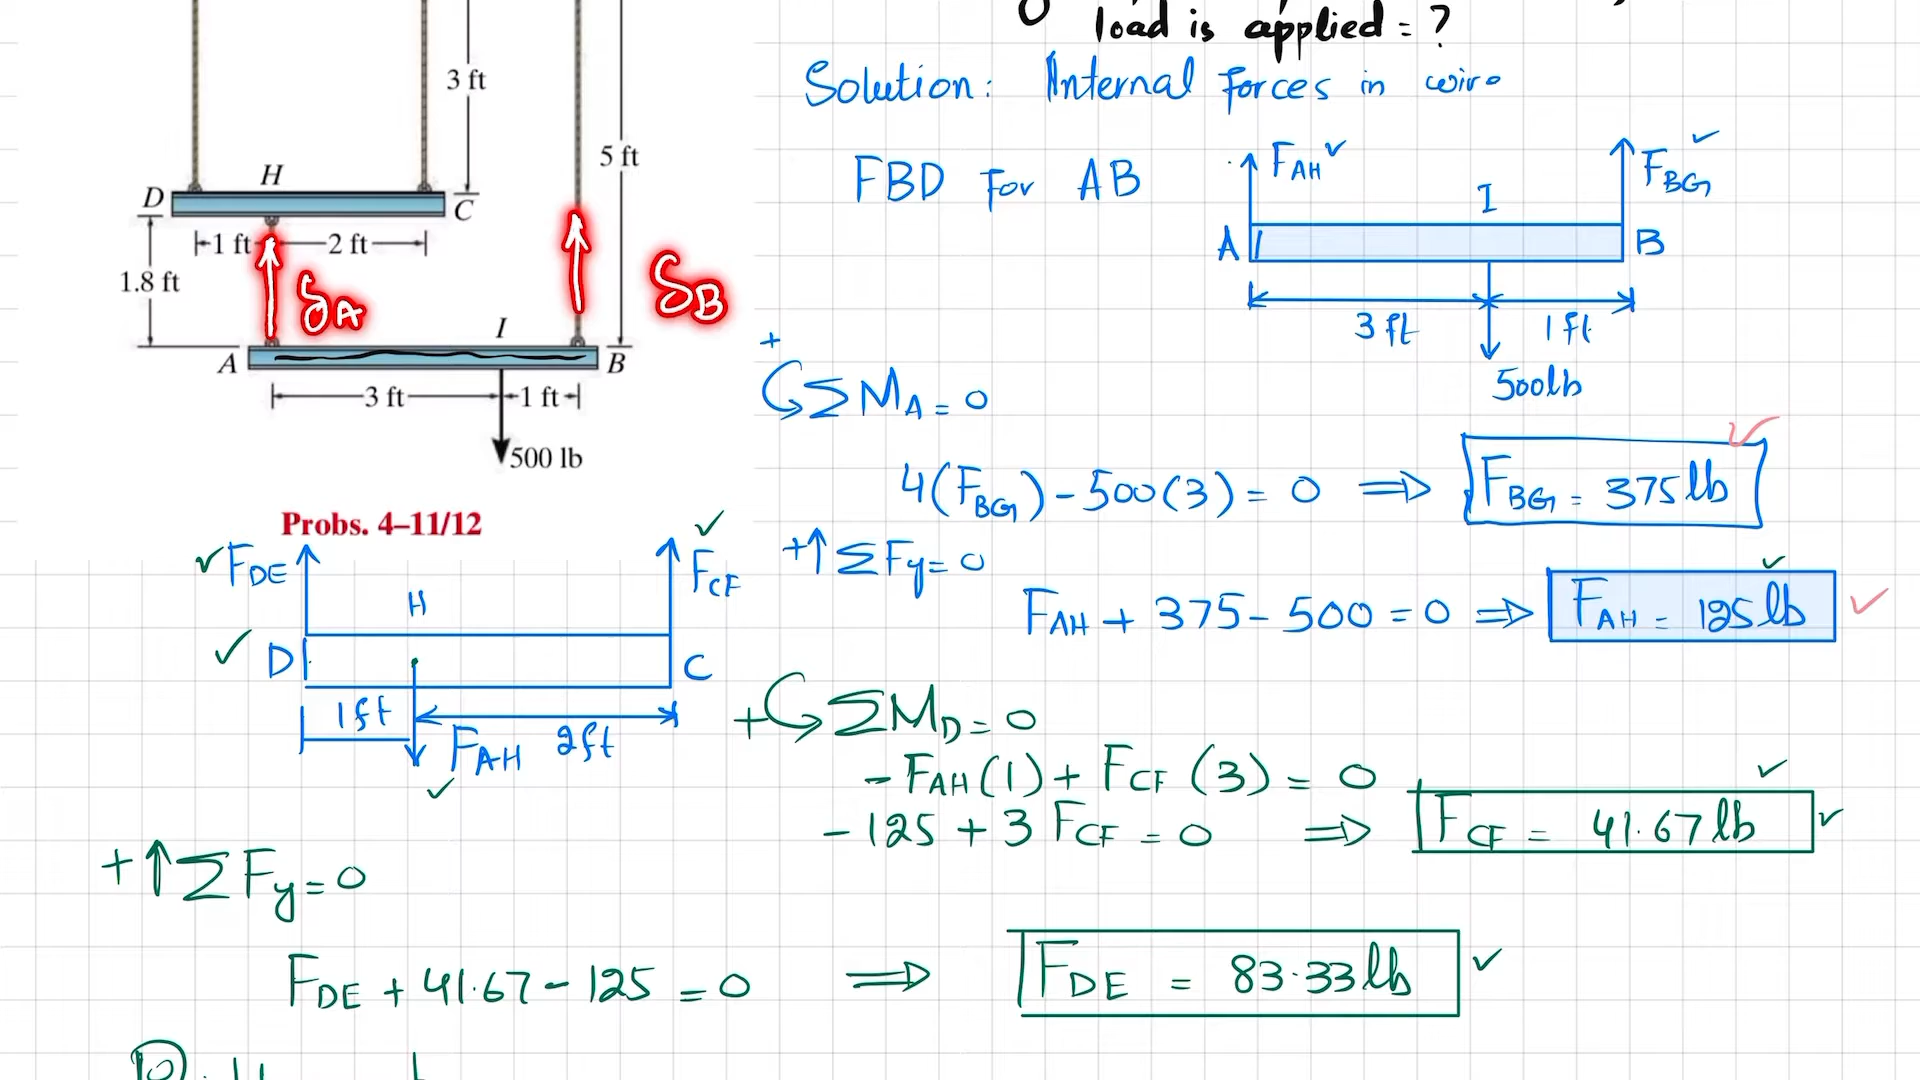 load is applied = ?
Solution: Internal Forces in wire
3 ft
5 ft
H
D
C
1 ft
2 ft
1.8 ft
δA
δB
I
A
B
3 ft
1 ft
500 lb
Probs. 4–11/12
FBD For AB
FAH
FBG
I
A
B
3 ft
1 ft
500lb
+
ΣMA = 0
4(FBG) - 500(3) = 0 ⇒ FBG = 375 lb
+↑ ΣFy = 0
FAH + 375 - 500 = 0 ⇒ FAH = 125 lb
FDE
FCF
H
D
C
1ft
FAH
2ft
+ ΣMD = 0
- FAH (1) + FCF (3) = 0
- 125 + 3 FCF = 0 ⇒ FCF = 41.67 lb
+↑ ΣFy = 0
FDE + 41.67 - 125 = 0 ⇒ FDE = 83.33 lb